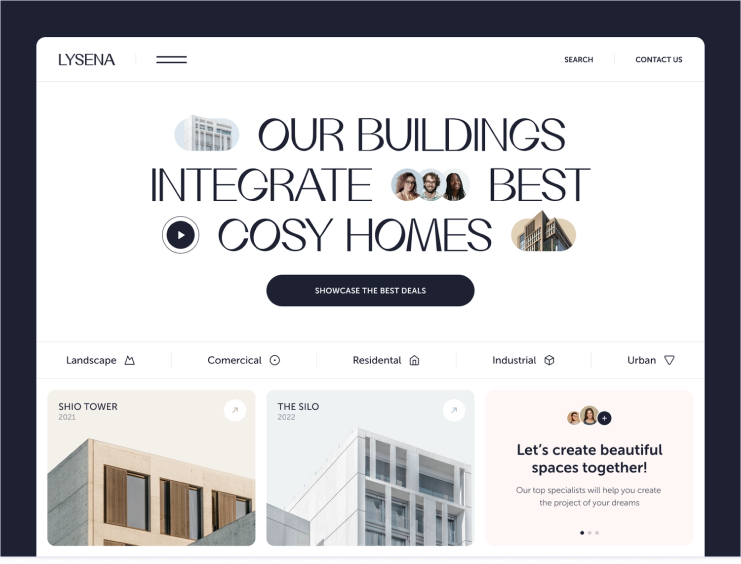 LYSENA
SEARCH
CONTACT US
OUR BUILDINGS
INTEGRATE BEST
COSY HOMES
SHOWCASE THE BEST DEALS
Landscape
Comercical
Residental
Industrial
Urban
SHIO TOWER
2021
THE SILO
2022
Let's create beautiful
spaces together!
Our top specialists will help you create
the project of your dreams